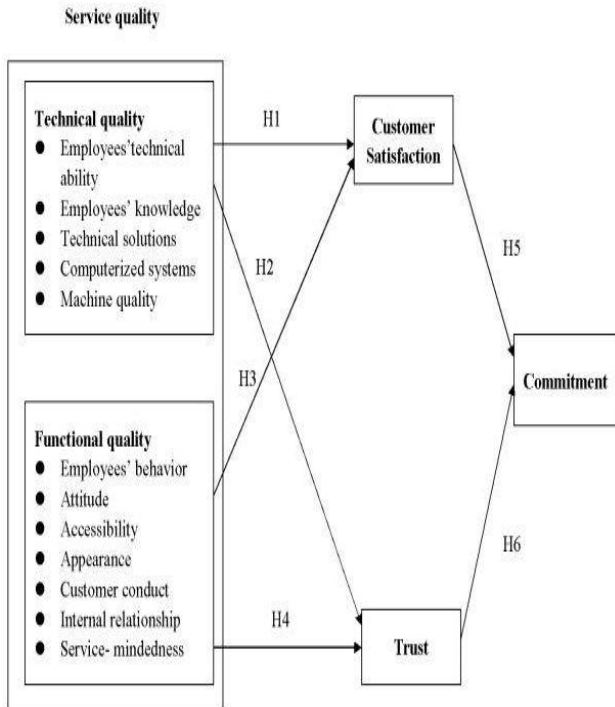 Service quality
Technical quality
● Employees'technical
ability
● Employees' knowledge
● Technical solutions
● Computerized systems
● Machine quality
Functional quality
● Employees' behavior
● Attitude
● Accessibility
● Appearance
● Customer conduct
● Internal relationship
● Service- mindedness
H1
H2
H3
H4
Customer
Satisfaction
Trust
H5
H6
Commitment